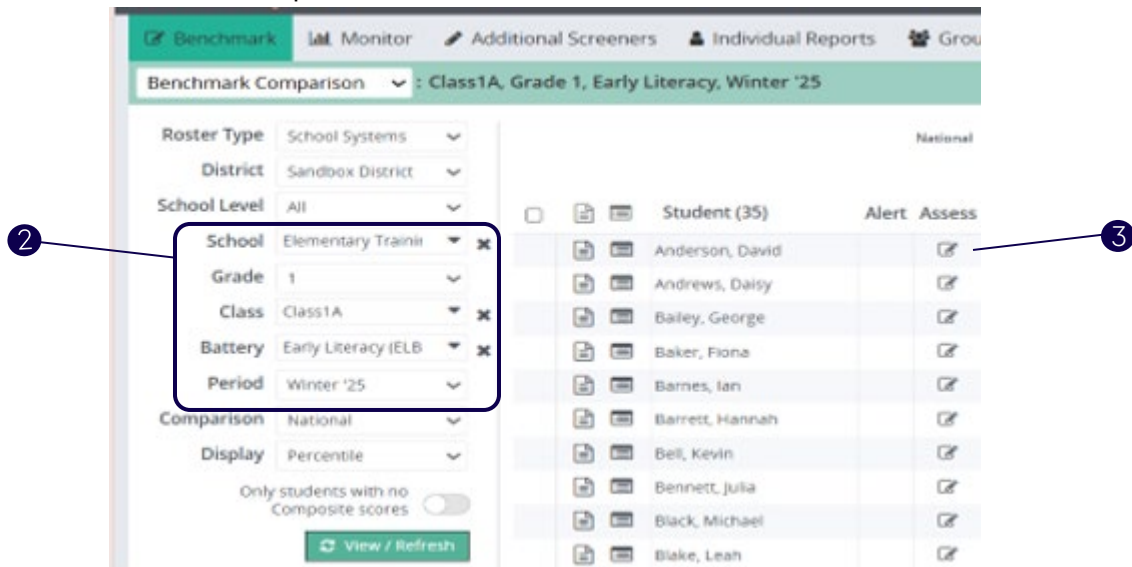 Benchmark Monitor Additional Screeners Individual Reports Grou
Benchmark Comparison : Class1A, Grade 1, Early Literacy, Winter '25
Roster Type School Systems
National
District Sandbox District
School Level All
Student (35) Alert Assess
2
School Elementary Trainin
3
Anderson, David
Grade 1
Andrews, Daisy
Class Class1A
Bailey, George
Battery Early Literacy (ELB
Baker, Fiona
Period Winter '25
Barnes, Ian
Comparison National
Barrett, Hannah
Display Percentile
Bell, Kevin
Only students with no
Composite scores
Bennett, Julia
Black, Michael
View / Refresh
Blake, Leah